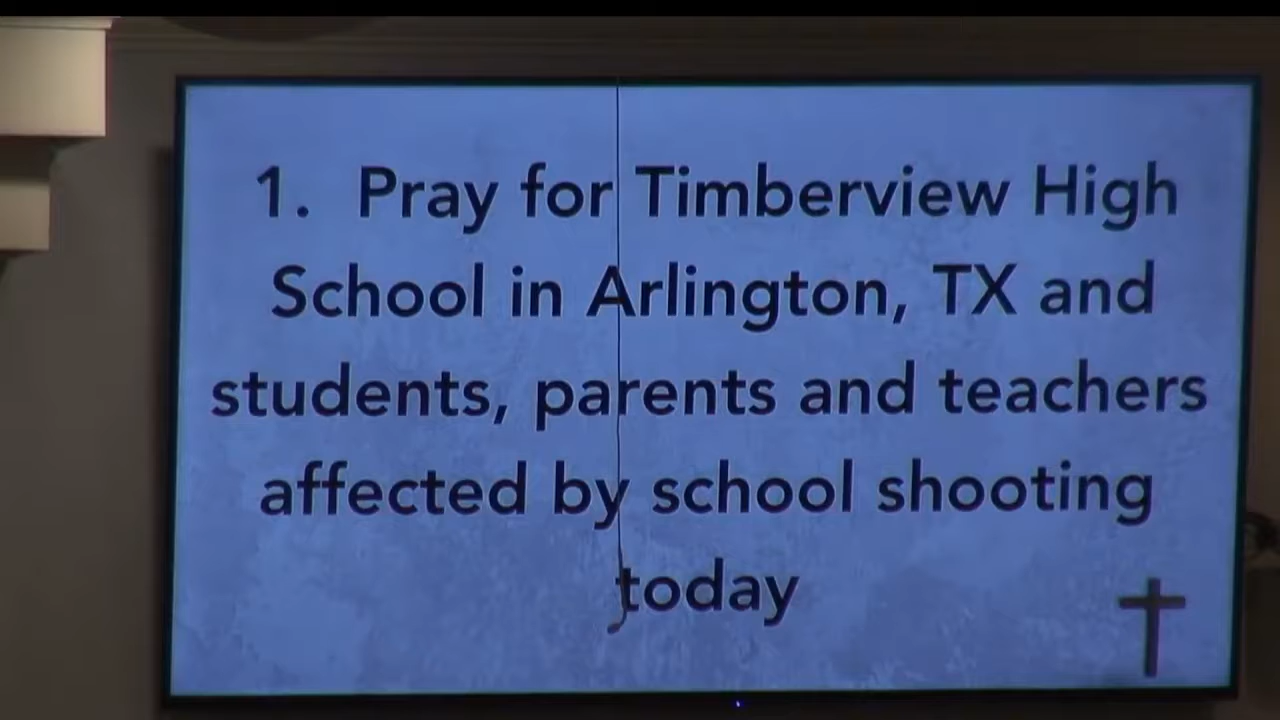 1. Pray for Timberview High
School in Arlington, TX and
students, parents and teachers
affected by school shooting
today